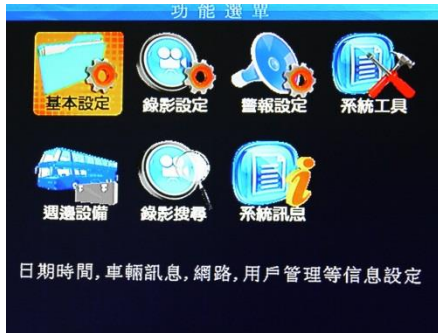 功能選單
基本設定
錄影設定
警報設定
系統工具
週邊設備
錄影搜尋
系統訊息
日期時間,車輛訊息,網路,用戶管理等信息設定